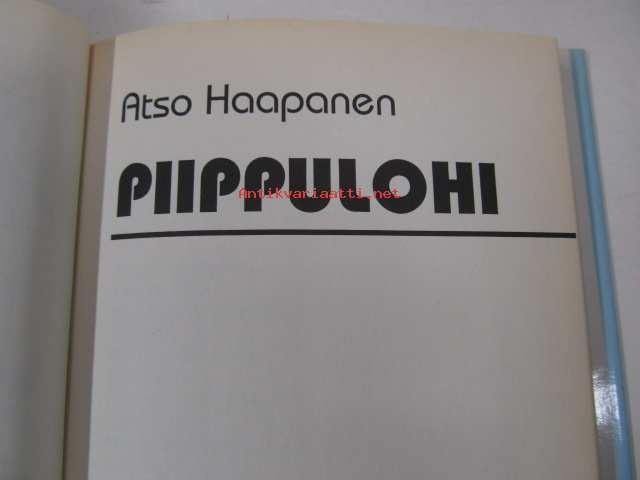 Atso Haapanen
PIIPPULOHI
Antikvariaatti.net